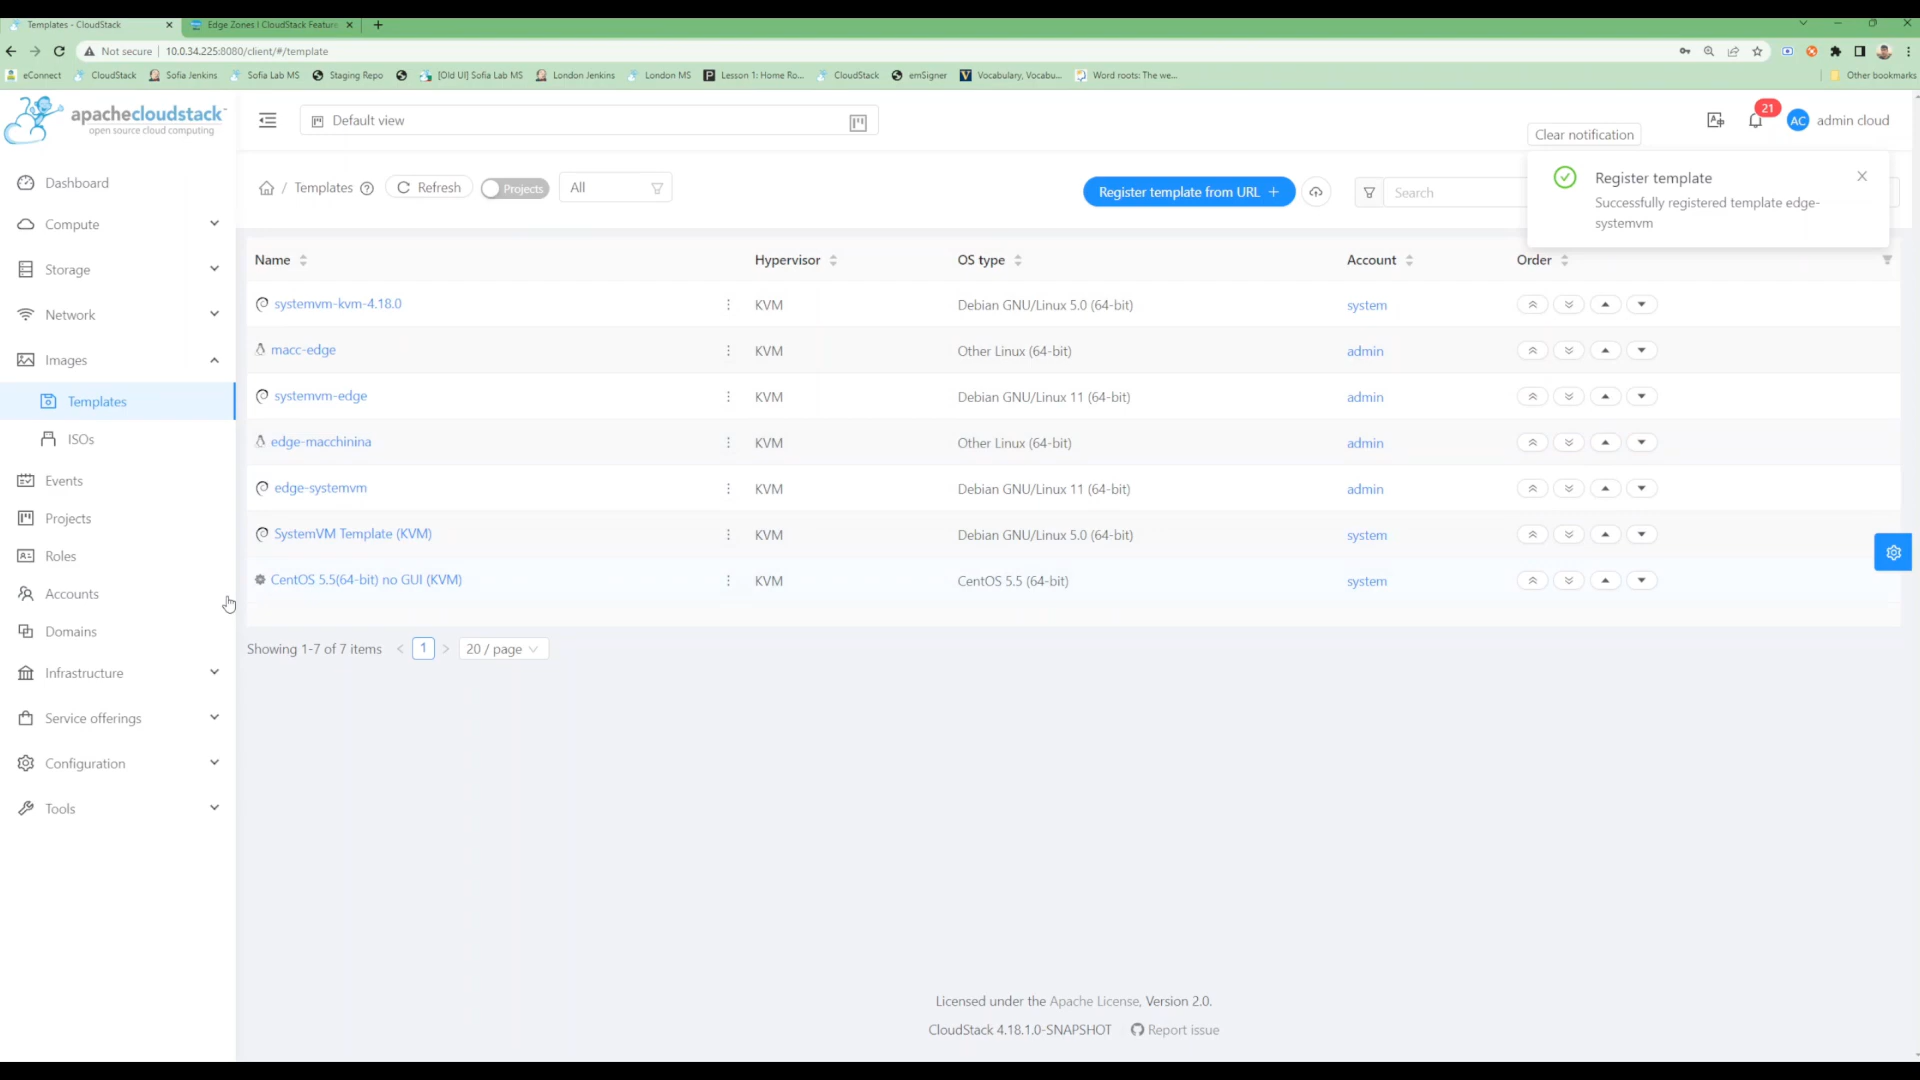 Templates - CloudStack
Edge Zones | CloudStack Feature
Not secure
10.0.34.225:8080/client/#/template
eConnect
CloudStack
Sofia Jenkins
Sofia Lab MS
Staging Repo
[Old UI] Sofia Lab MS
London Jenkins
London MS
Lesson 1: Home Ro...
CloudStack
emSigner
Vocabulary, Vocabu...
Word roots: The we...
Other bookmarks
apachecloudstack
open source cloud computing
Default view
21
AC
admin cloud
Clear notification
/ Templates
Refresh
Projects
All
Register template from URL +
Search
Register template
Successfully registered template edge-
systemvm
Dashboard
Compute
Storage
Network
Images
Templates
ISOs
Events
Projects
Roles
Accounts
Domains
Infrastructure
Service offerings
Configuration
Tools
Name Hypervisor OS type Account Order
systemvm-kvm-4.18.0 KVM Debian GNU/Linux 5.0 (64-bit) system
macc-edge KVM Other Linux (64-bit) admin
systemvm-edge KVM Debian GNU/Linux 11 (64-bit) admin
edge-macchinina KVM Other Linux (64-bit) admin
edge-systemvm KVM Debian GNU/Linux 11 (64-bit) admin
SystemVM Template (KVM) KVM Debian GNU/Linux 5.0 (64-bit) system
CentOS 5.5(64-bit) no GUI (KVM) KVM CentOS 5.5 (64-bit) system
Showing 1-7 of 7 items < 1 > 20 / page
Licensed under the Apache License, Version 2.0.
CloudStack 4.18.1.0-SNAPSHOT Report issue